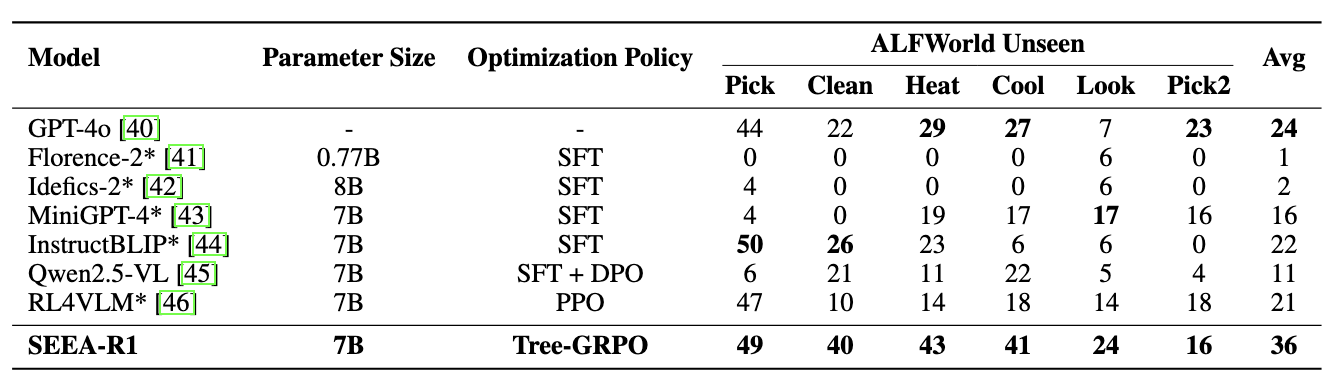 Model Parameter Size Optimization Policy ALFWorld Unseen Avg
Pick Clean Heat Cool Look Pick2
GPT-4o [40] - - 44 22 29 27 7 23 24
Florence-2* [41] 0.77B SFT 0 0 0 0 6 0 1
Idefics-2* [42] 8B SFT 4 0 0 0 6 0 2
MiniGPT-4* [43] 7B SFT 4 0 19 17 17 16 16
InstructBLIP* [44] 7B SFT 50 26 23 6 6 0 22
Qwen2.5-VL [45] 7B SFT + DPO 6 21 11 22 5 4 11
RL4VLM* [46] 7B PPO 47 10 14 18 14 18 21
SEEA-R1 7B Tree-GRPO 49 40 43 41 24 16 36